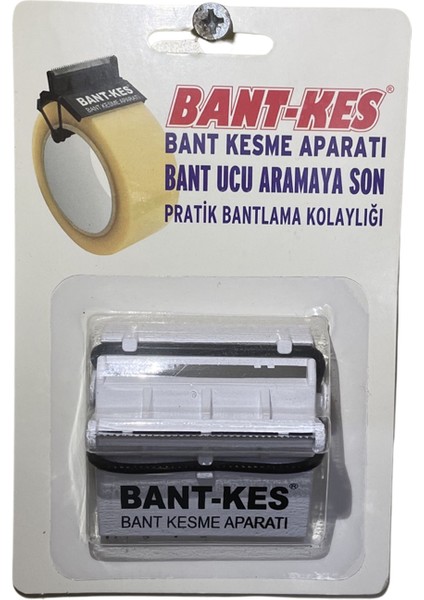 BANT-KES
BANT KESME APARATI
BANT-KES®
BANT KESME APARATI
BANT UCU ARAMAYA SON
PRATİK BANTLAMA KOLAYLIĞI
BANT-KES®
BANT KESME APARATI